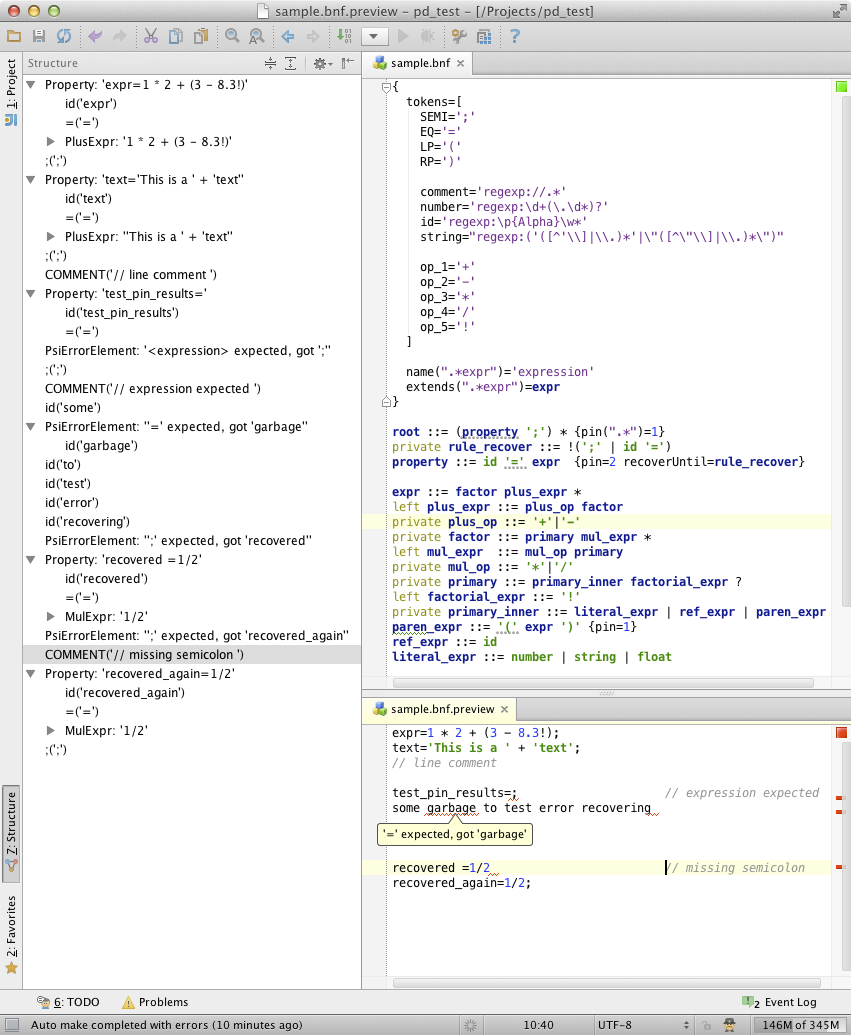 sample.bnf.preview – pd_test – [/Projects/pd_test]
1: Project
Structure
Property: 'expr=1 * 2 + (3 – 8.3!)'
id('expr')
=('=')
PlusExpr: '1 * 2 + (3 – 8.3!)'
;(';')
Property: 'text='This is a ' + 'text''
id('text')
=('=')
PlusExpr: ''This is a ' + 'text''
;(';')
COMMENT('// line comment ')
Property: 'test_pin_results='
id('test_pin_results')
=('=')
PsiErrorElement: '<expression> expected, got ';''
;(';')
COMMENT('// expression expected ')
id('some')
PsiErrorElement: ''=' expected, got 'garbage''
id('garbage')
id('to')
id('test')
id('error')
id('recovering')
PsiErrorElement: '';' expected, got 'recovered''
Property: 'recovered =1/2'
id('recovered')
=('=')
MulExpr: '1/2'
PsiErrorElement: '';' expected, got 'recovered_again''
COMMENT('// missing semicolon ')
Property: 'recovered_again=1/2'
id('recovered_again')
=('=')
MulExpr: '1/2'
;(';')
7: Structure
2: Favorites
sample.bnf
{
tokens=[
SEMI=';'
EQ='='
LP='('
RP=')'
comment='regexp://.*'
number='regexp:\d+(\.\d*)?'
id='regexp:\p{Alpha}\w*'
string="regexp:('([^'\\]|\\.)*'|\"([^\"\\]|\\.)*\")"
op_1='+'
op_2='-'
op_3='*'
op_4='/'
op_5='!'
]
name(".*expr")='expression'
extends(".*expr")=expr
}
root ::= (property ';') * {pin(".*")=1}
private rule_recover ::= !(';' | id '=')
property ::= id '=' expr  {pin=2 recoverUntil=rule_recover}
expr ::= factor plus_expr *
left plus_expr ::= plus_op factor
private plus_op ::= '+'|'-'
private factor ::= primary mul_expr *
left mul_expr  ::= mul_op primary
private mul_op ::= '*'|'/'
private primary ::= primary_inner factorial_expr ?
left factorial_expr ::= '!'
private primary_inner ::= literal_expr | ref_expr | paren_expr
paren_expr ::= '(' expr ')' {pin=1}
ref_expr ::= id
literal_expr ::= number | string | float
sample.bnf.preview
expr=1 * 2 + (3 - 8.3!);
text='This is a ' + 'text';
// line comment
test_pin_results=; // expression expected
some garbage to test error recovering
'=' expected, got 'garbage'
recovered =1/2 // missing semicolon
recovered_again=1/2;
6: TODO
Problems
2 Event Log
Auto make completed with errors (10 minutes ago)
10:40
UTF-8
146M of 345M